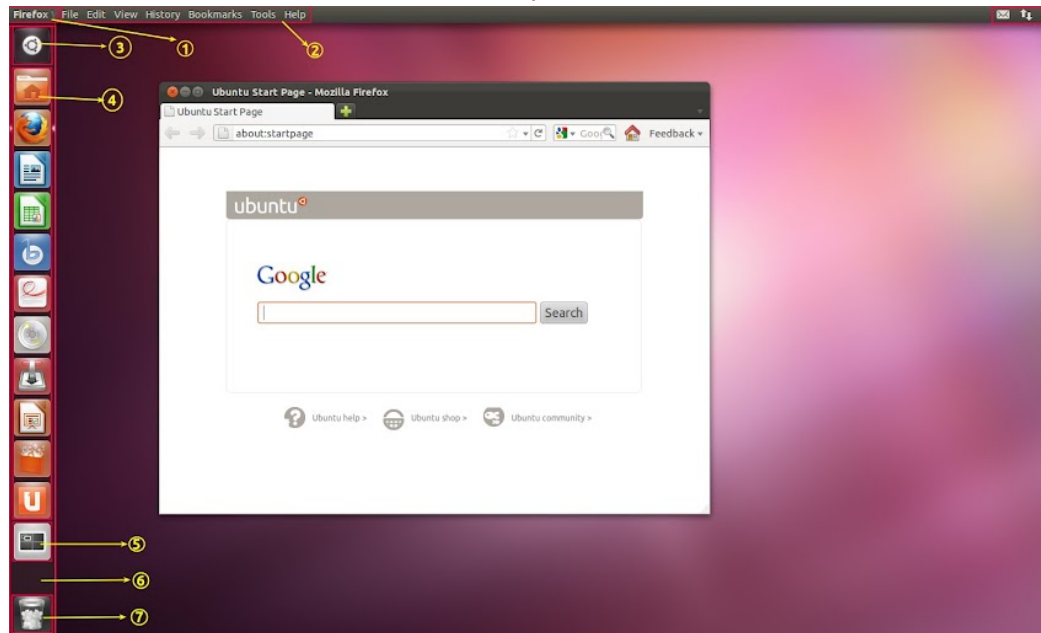 Firefox File Edit View History Bookmarks Tools Help
①
②
③
④
Ubuntu Start Page - Mozilla Firefox
Ubuntu Start Page
about:startpage
Goo
Feedback
ubuntu
Google
Search
Ubuntu help >
Ubuntu shop >
Ubuntu community >
U
⑤
⑥
⑦